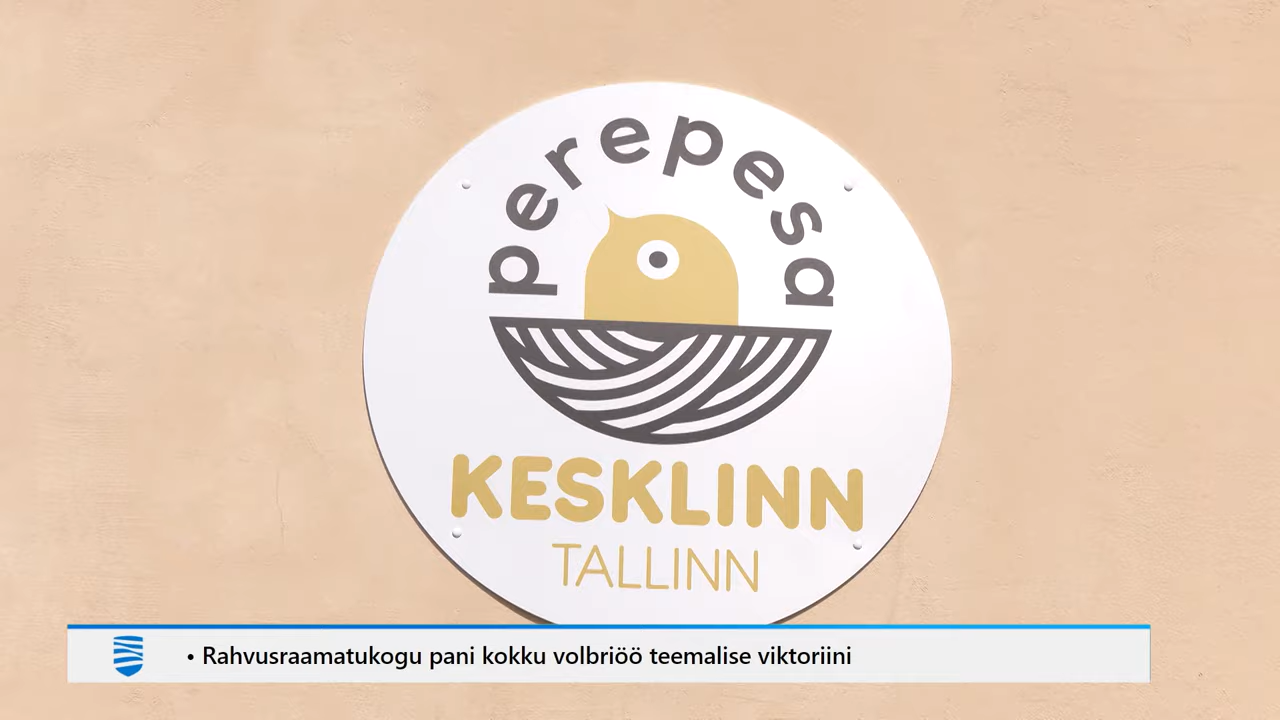 perepesa
KESKLINN
TALLINN
• Rahvusraamatukogu pani kokku volbriöö teemalise viktoriini